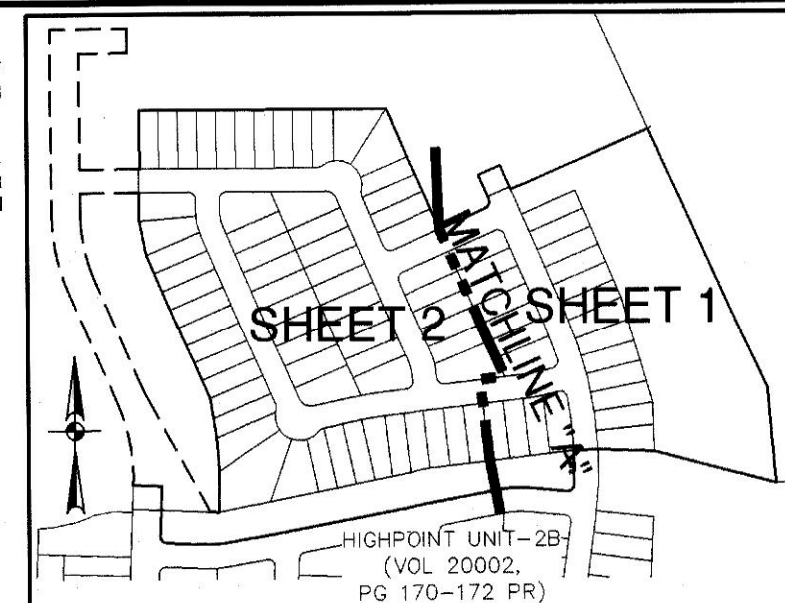 SHEET 2
SHEET 1
MATCHLINE "A"
HIGHPOINT UNIT-2B
(VOL 20002,
PG 170-172 PR)